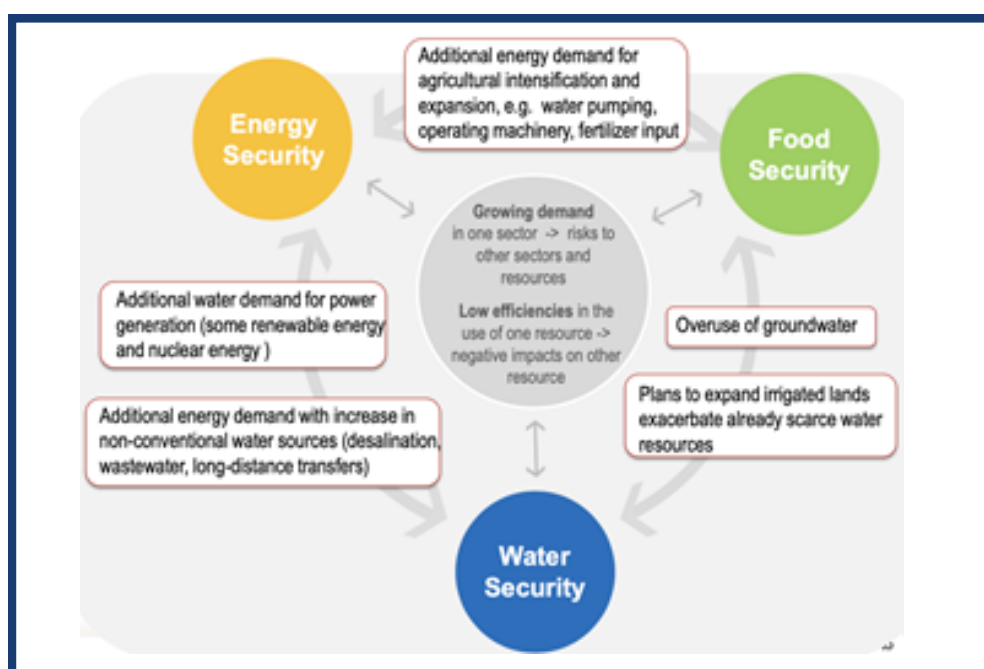 Additional energy demand for
agricultural intensification and
expansion, e.g. water pumping,
operating machinery, fertilizer input
Energy
Security
Food
Security
Growing demand
in one sector -> risks to
other sectors and
resources
Low efficiencies in the
use of one resource ->
negative impacts on other
resource
Additional water demand for power
generation (some renewable energy
and nuclear energy )
Overuse of groundwater
Additional energy demand with increase in
non-conventional water sources (desalination,
wastewater, long-distance transfers)
Plans to expand irrigated lands
exacerbate already scarce water
resources
Water
Security